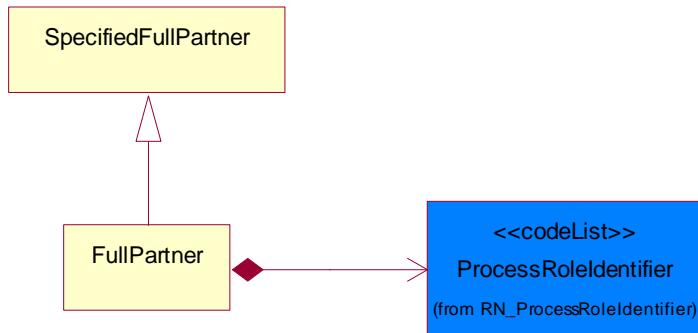 SpecifiedFullPartner
FullPartner
<<codeList>>
ProcessRoleIdentifier
(from RN_ProcessRoleIdentifier)